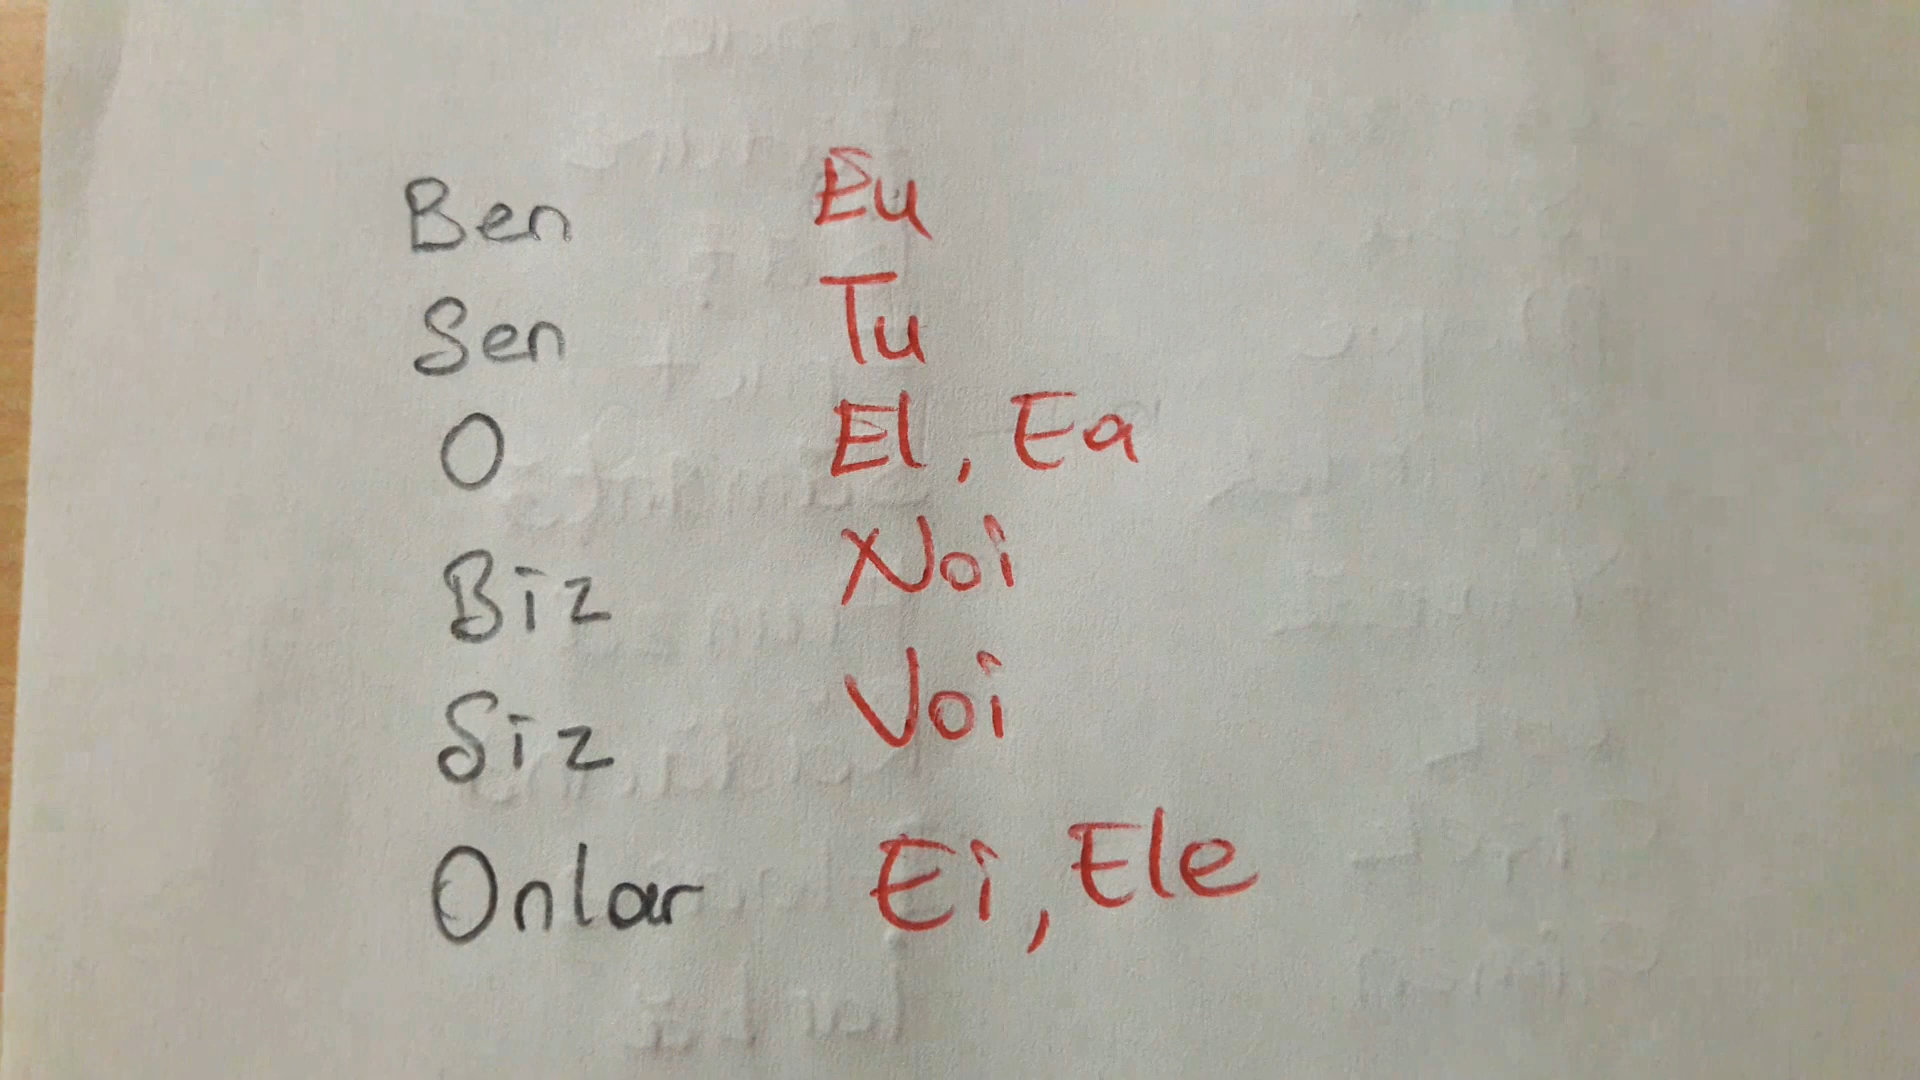 Ben Eu
Sen Tu
O El, Ea
Biz Noi
Siz Voi
Onlar Ei, Ele